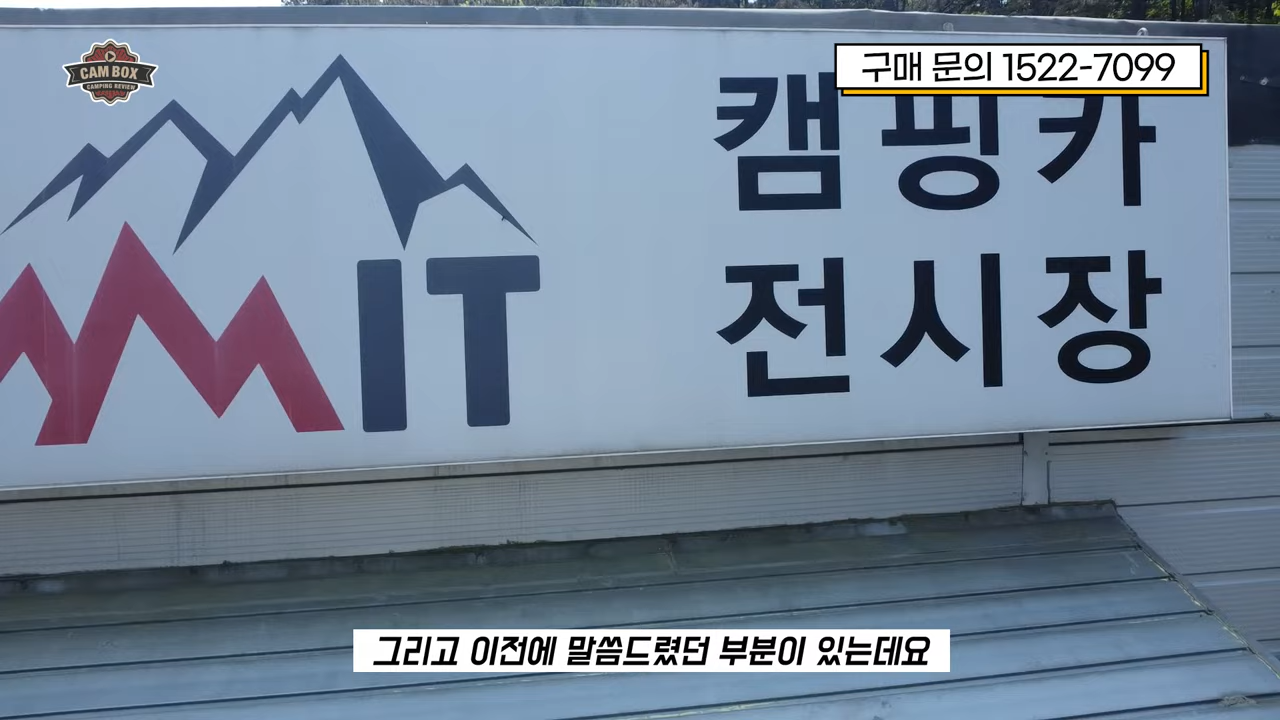 CAM BOX
CAMPING REVIEW
구매 문의 1522-7099
MMIT
캠핑카
전시장
그리고 이전에 말씀드렸던 부분이 있는데요